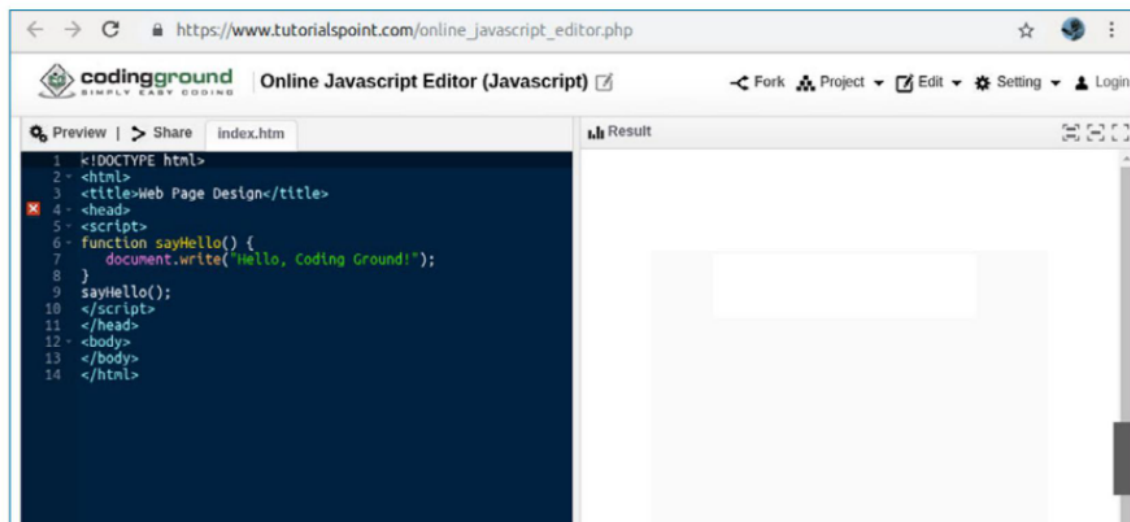 https://www.tutorialspoint.com/online_javascript_editor.php
codingground
SIMPLY EASY CODING
Online Javascript Editor (Javascript)
Fork Project Edit Setting Login
Preview | Share index.htm
Result
1 <!DOCTYPE html>
2 <html>
3 <title>Web Page Design</title>
4 <head>
5 <script>
6 function sayHello() {
7 document.write("Hello, Coding Ground!");
8 }
9 sayHello();
10 </script>
11 </head>
12 <body>
13 </body>
14 </html>